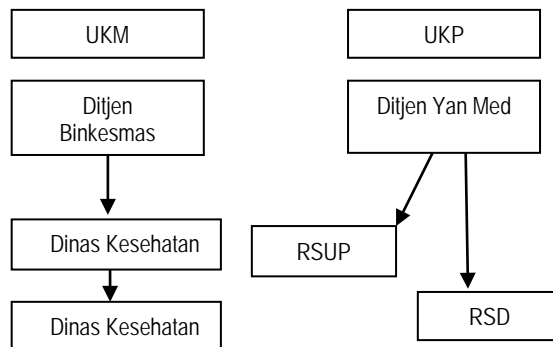 UKM
UKP
Ditjen
Binkesmas
Ditjen Yan Med
Dinas Kesehatan
RSUP
Dinas Kesehatan
RSD